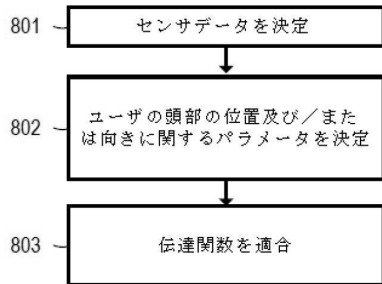 801
センサデータを決定
802
ユーザの頭部の位置及び／また
は向きに関するパラメータを決定
803
伝達関数を適合